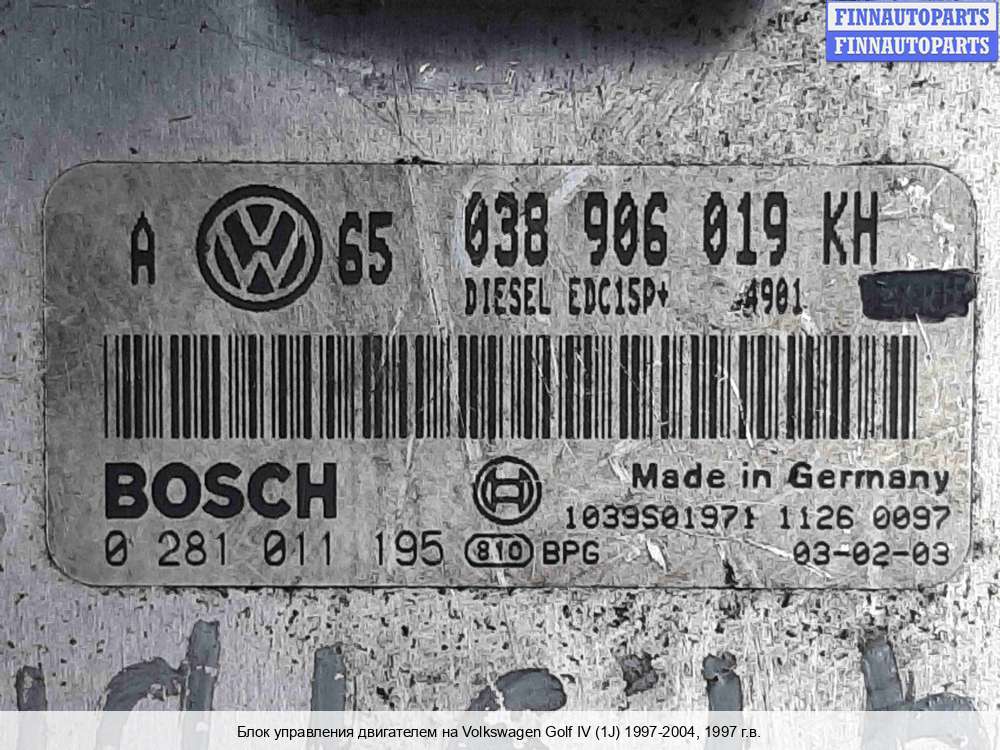 FINNAUTOPARTS
FINNAUTOPARTS
A 65 038 906 019 KH
DIESEL EDC15P+ 4901
BOSCH
Made in Germany
1039S01971 1126 0097
0 281 011 195 810 BPG 03-02-03
Блок управления двигателем на Volkswagen Golf IV (1J) 1997-2004, 1997 г.в.